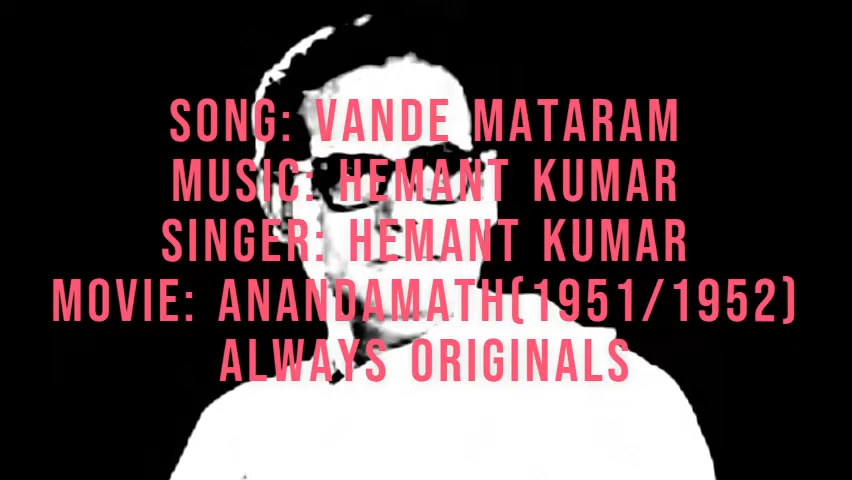 SONG: VANDE MATARAM
MUSIC: HEMANT KUMAR
SINGER: HEMANT KUMAR
MOVIE: ANANDAMATH(1951/1952)
ALWAYS ORIGINALS